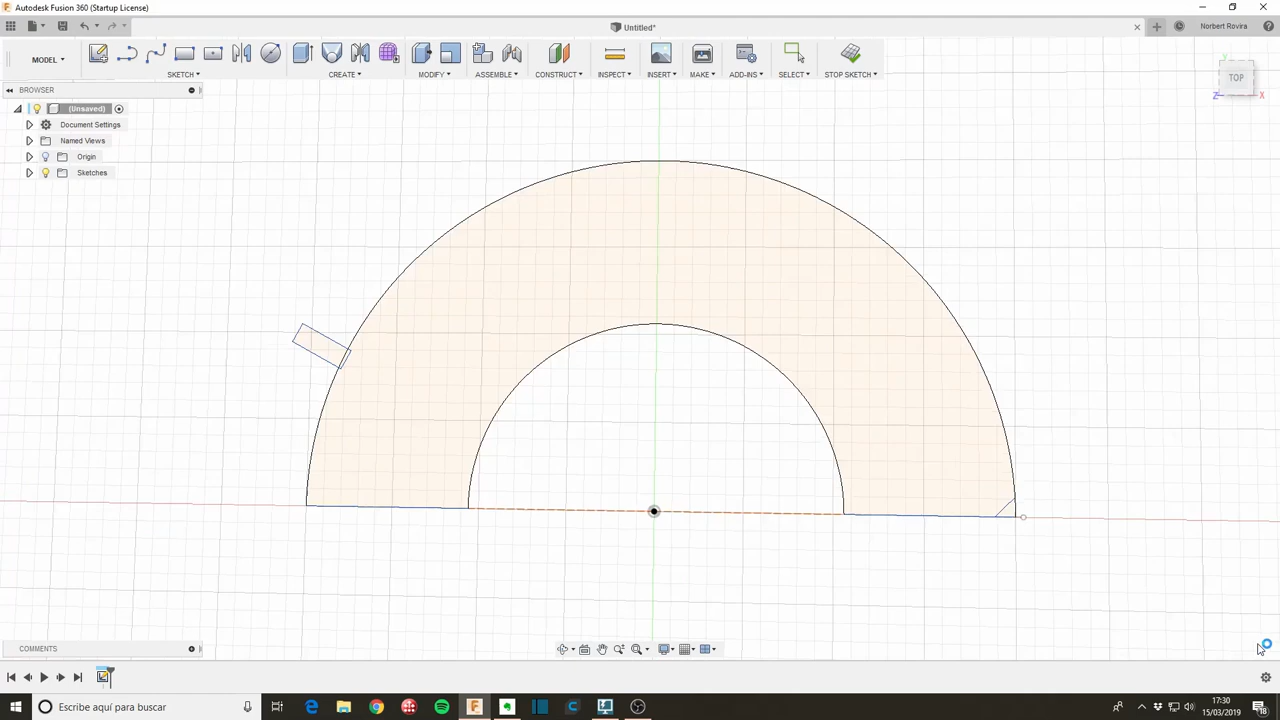 Autodesk Fusion 360 (Startup License)
Untitled*
Norbert Rovira
MODEL
SKETCH
CREATE
MODIFY
ASSEMBLE
CONSTRUCT
INSPECT
INSERT
MAKE
ADD-INS
SELECT
STOP SKETCH
BROWSER
(Unsaved)
Document Settings
Named Views
Origin
Sketches
Y
TOP
Z
X
COMMENTS
Escribe aquí para buscar
17:30
15/03/2019
18